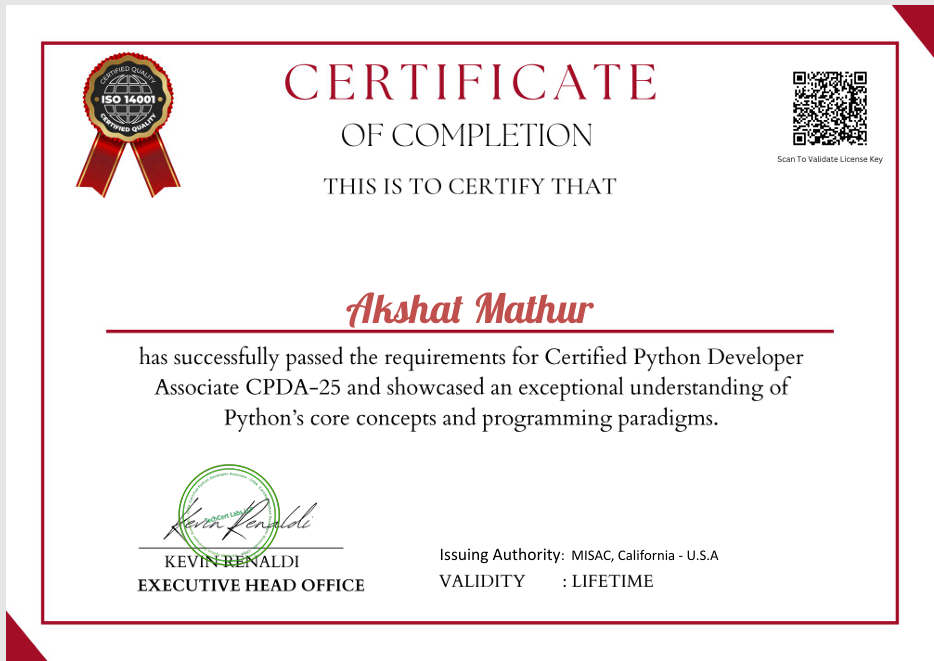 CERTIFIED QUALITY
ISO 14001
CERTIFIED QUALITY
CERTIFICATE
OF COMPLETION
THIS IS TO CERTIFY THAT
Scan To Validate License Key
Akshat Mathur
has successfully passed the requirements for Certified Python Developer
Associate CPDA-25 and showcased an exceptional understanding of
Python's core concepts and programming paradigms.
Kevin Renaldi
TechCert Labs
KEVIN RENALDI
EXECUTIVE HEAD OFFICE
Issuing Authority: MISAC, California - U.S.A
VALIDITY : LIFETIME